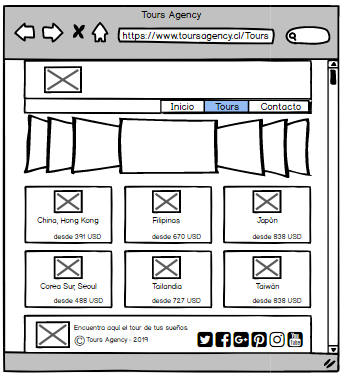 Tours Agency
https://www.toursagency.cl/Tours
Inicio Tours Contacto
China, Hong Kong Filipinas Japón
desde 391 USD desde 670 USD desde 838 USD
Corea Sur, Seoul Tailandia Taiwán
desde 488 USD desde 727 USD desde 838 USD
Encuentra aquí el tour de tus sueños
© Tours Agency - 2019